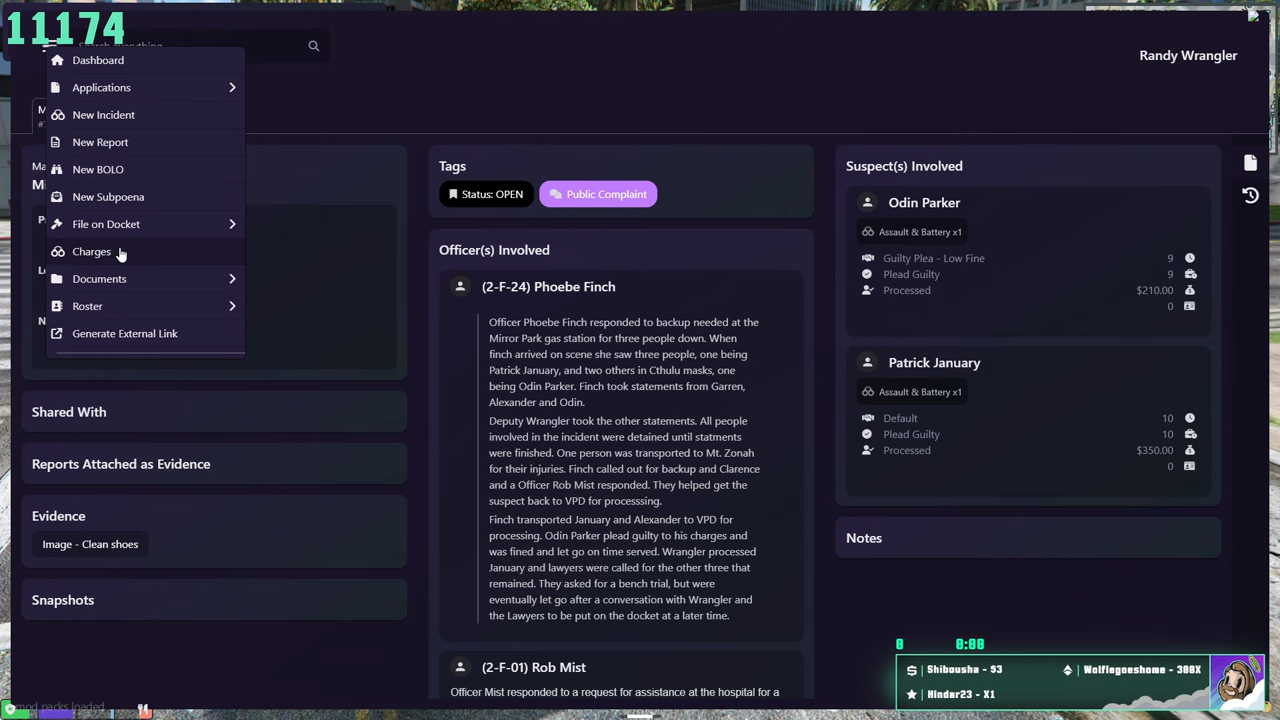 11174
Search everything
Randy Wrangler
Dashboard
Applications
New Incident
New Report
New BOLO
New Subpoena
File on Docket
Charges
Documents
Roster
Generate External Link
Shared With
Reports Attached as Evidence
Evidence
Image - Clean shoes
Snapshots
Tags
Status: OPEN
Public Complaint
Officer(s) Involved
(2-F-24) Phoebe Finch
Officer Phoebe Finch responded to backup needed at the
Mirror Park gas station for three people down. When
finch arrived on scene she saw three people, one being
Patrick January, and two others in Cthulu masks, one
being Odin Parker. Finch took statements from Garren,
Alexander and Odin.
Deputy Wrangler took the other statements. All people
involved in the incident were detained until statments
were finished. One person was transported to Mt. Zonah
for their injuries. Finch called out for backup and Clarence
and a Officer Rob Mist responded. They helped get the
suspect back to VPD for processsing.
Finch transported January and Alexander to VPD for
processing. Odin Parker plead guilty to his charges and
was fined and let go on time served. Wrangler processed
January and lawyers were called for the other three that
remained. They asked for a bench trial, but were
eventually let go after a conversation with Wrangler and
the Lawyers to be put on the docket at a later time.
(2-F-01) Rob Mist
Officer Mist responded to a request for assistance at the hospital for a
Suspect(s) Involved
Odin Parker
Assault & Battery x1
Guilty Plea - Low Fine 9
Plead Guilty 9
Processed $210.00
0
Patrick January
Assault & Battery x1
Default 10
Plead Guilty 10
Processed $350.00
0
Notes
0 0:00
Shibousha - $3
Wolfiegoeshome - 300X
Hindar23 - X1
mod packs loaded